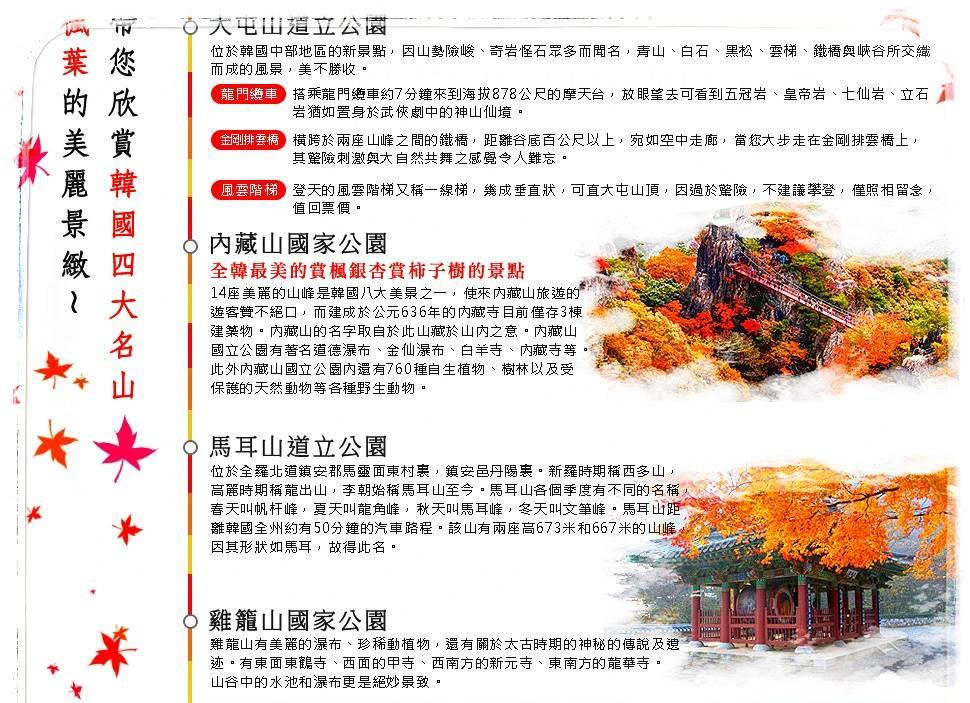 帶您欣賞韓國四大名山
楓葉的美麗景緻~
大屯山道立公園
位於韓國中部地區的新景點，因山勢險峻、奇岩怪石眾多而聞名，青山、白石、黑松、雲梯、鐵橋與峽谷所交織
而成的風景，美不勝收。
龍門纜車 搭乘龍門纜車約7分鐘來到海拔878公尺的摩天台，放眼望去可看到五冠岩、皇帝岩、七仙岩、立石
岩猶如置身於武俠劇中的神山仙境。
金剛排雲橋 橫跨於兩座山峰之間的鐵橋，距離谷底百公尺以上，宛如空中走廊，當您大步走在金剛排雲橋上，
其驚險刺激與大自然共舞之感覺令人難忘。
風雲階梯 登天的風雲階梯又稱一線梯，幾成垂直狀，可直大屯山頂，因過於驚險，不建議攀登，僅照相留念，
值回票價。
內藏山國家公園
全韓最美的賞楓銀杏賞柿子樹的景點
14座美麗的山峰是韓國八大美景之一，使來內藏山旅遊的
遊客贊不絕口，而建成於公元636年的內藏寺目前僅存3棟
建築物。內藏山的名字取自於此山藏於山內之意。內藏山
國立公園有著名道德瀑布、金仙瀑布、白羊寺、內藏寺等。
此外內藏山國立公園內還有760種自生植物、樹林以及受
保護的天然動物等各種野生動物。
馬耳山道立公園
位於全羅北道鎮安郡馬靈面東村裏，鎮安邑丹陽裏。新羅時期稱西多山，
高麗時期稱龍出山，李朝始稱馬耳山至今。馬耳山各個季度有不同的名稱，
春天叫帆杆峰，夏天叫龍角峰，秋天叫馬耳峰，冬天叫文筆峰。馬耳山距
離韓國全州約有50分鐘的汽車路程。該山有兩座高673米和667米的山峰，
因其形狀如馬耳，故得此名。
雞籠山國家公園
雞龍山有美麗的瀑布、珍稀動植物，還有關於太古時期的神秘的傳說及遺
迹。有東面東鶴寺、西面的甲寺、西南方的新元寺、東南方的龍華寺。
山谷中的水池和瀑布更是絕妙景致。